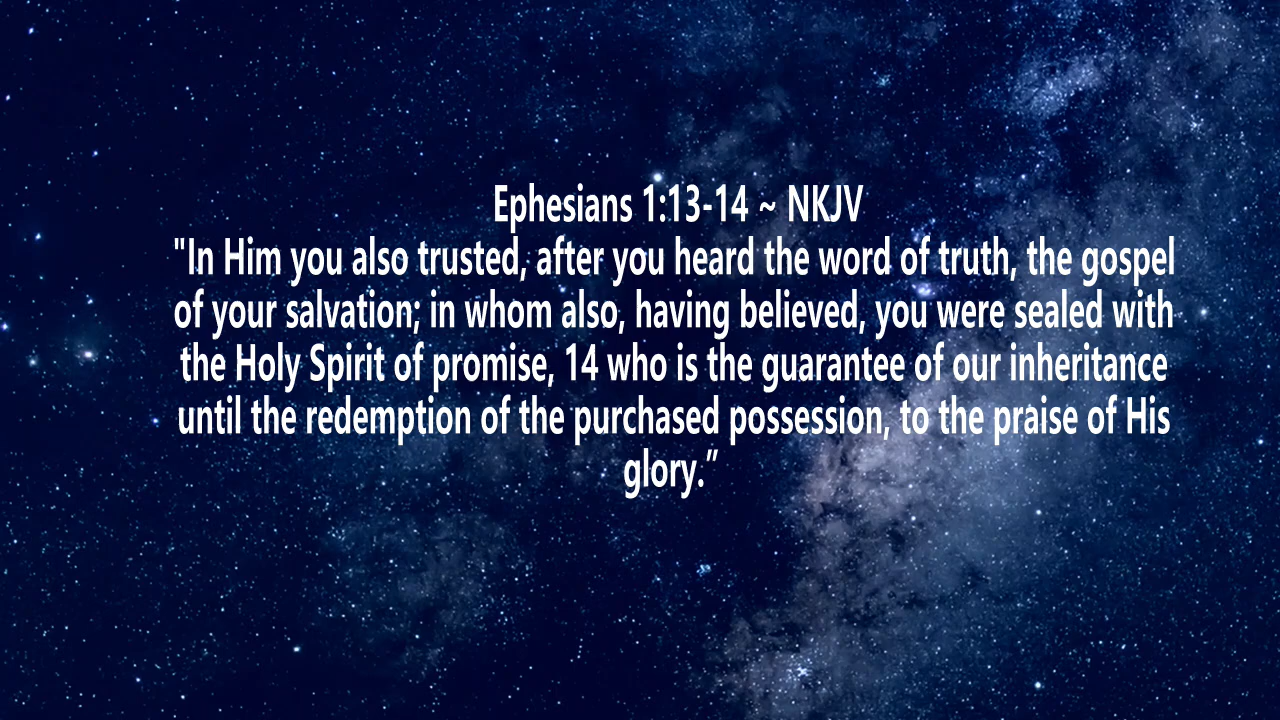 Ephesians 1:13-14 ~ NKJV
"In Him you also trusted, after you heard the word of truth, the gospel
of your salvation; in whom also, having believed, you were sealed with
the Holy Spirit of promise, 14 who is the guarantee of our inheritance
until the redemption of the purchased possession, to the praise of His
glory.”